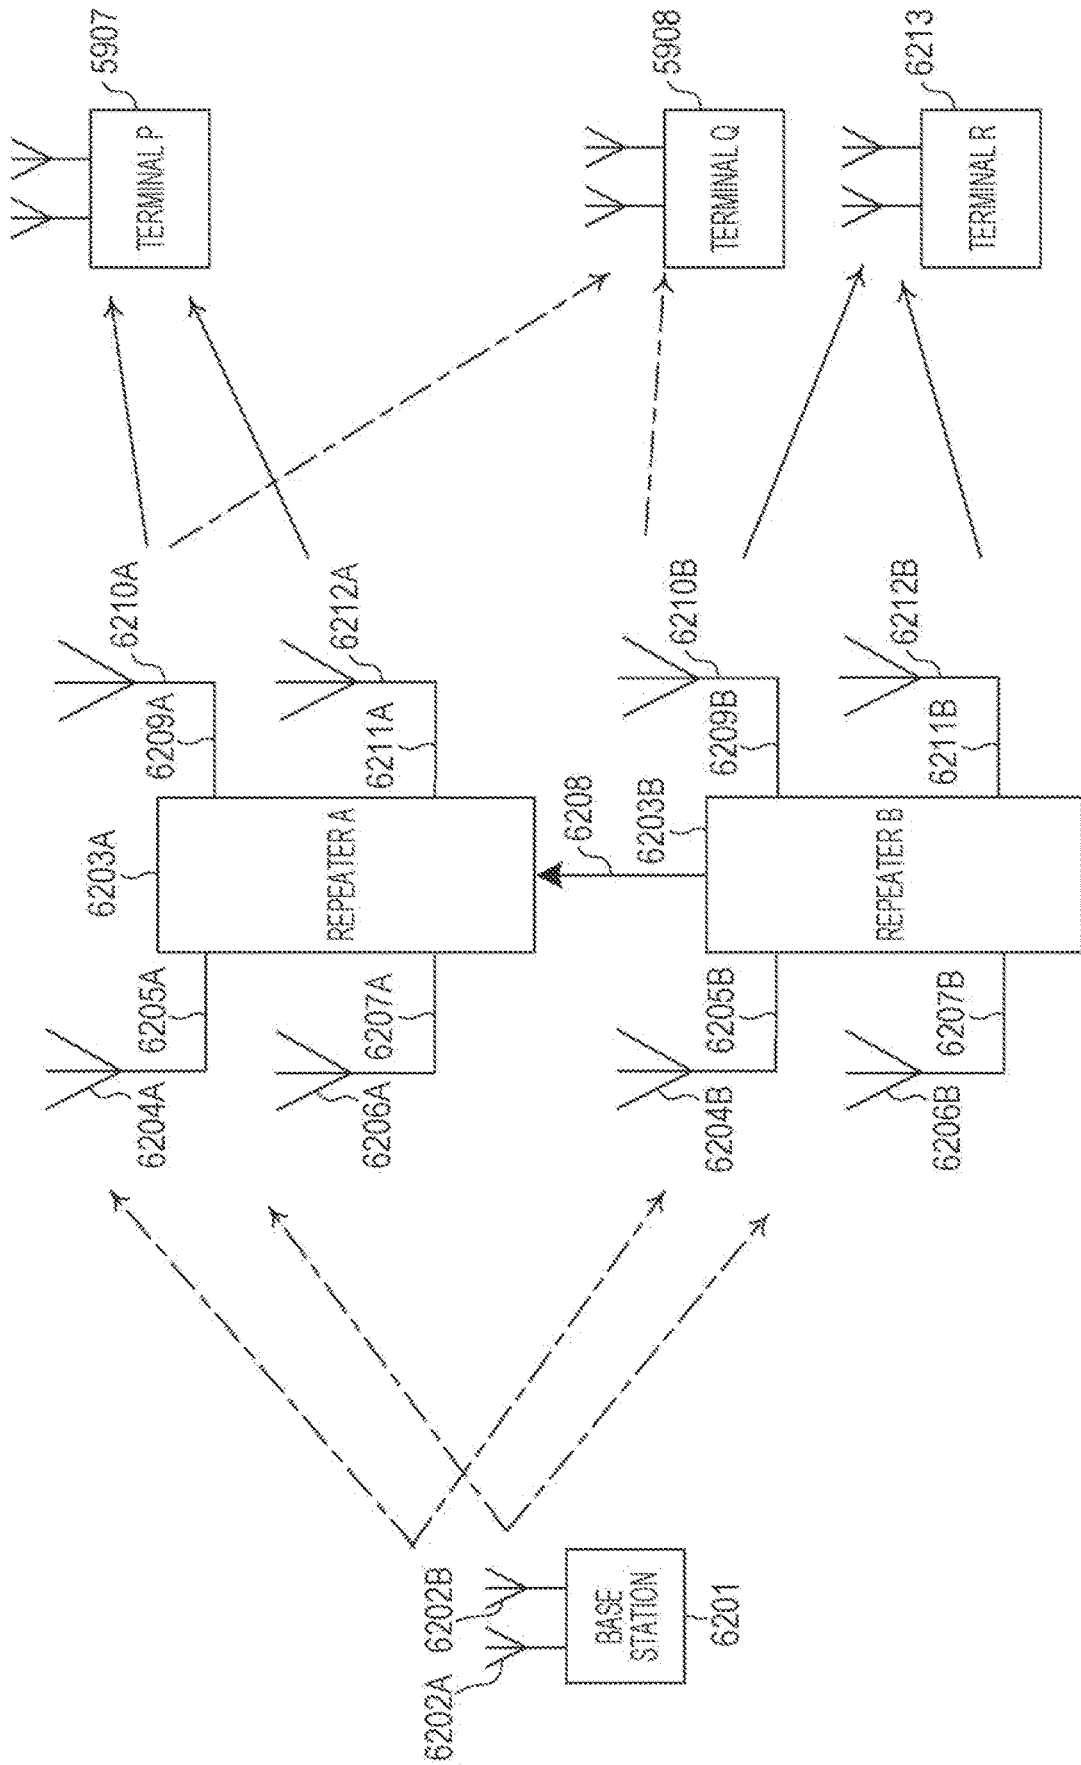 6202A
6202B
BASE
STATION
6201
6204A
6205A
6206A
6207A
6203A
REPEATER A
6209A
6210A
6211A
6212A
6208
6204B
6205B
6206B
6207B
6203B
REPEATER B
6209B
6210B
6211B
6212B
5907
TERMINAL P
5908
TERMINAL Q
6213
TERMINAL R